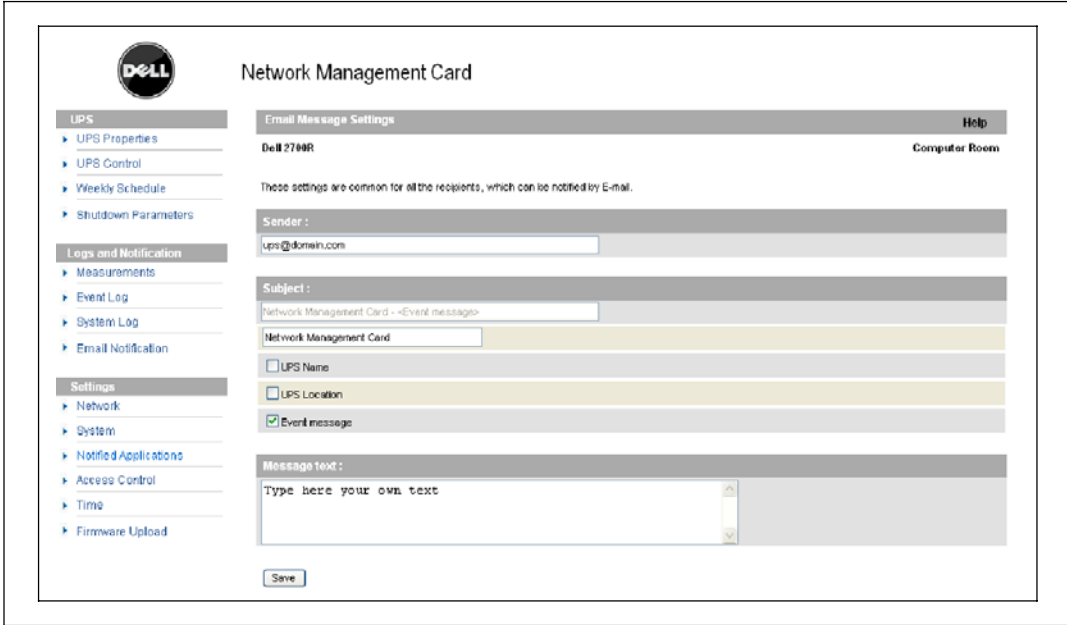 DELL
Network Management Card
UPS
UPS Properties
UPS Control
Weekly Schedule
Shutdown Parameters
Logs and Notification
Measurements
Event Log
System Log
Email Notification
Settings
Network
System
Notified Applications
Access Control
Time
Firmware Upload
Email Message Settings
Help
Dell 2700R
Computer Room
These settings are common for all the recipients, which can be notified by E-mail.
Sender :
ups@domain.com
Subject :
Network Management Card - <Event message>
Network Management Card
UPS Name
UPS Location
Event message
Message text :
Type here your own text
Save